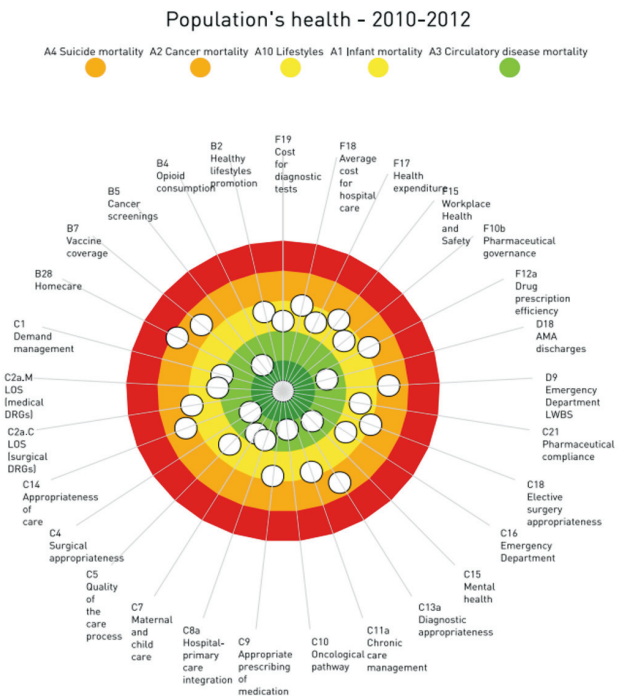 Population's health - 2010-2012
A4 Suicide mortality
A2 Cancer mortality
A10 Lifestyles
A1 Infant mortality
A3 Circulatory disease mortality
F19
Cost
for
diagnostic
tests
F18
Average
cost
for
hospital
care
F17
Health
expenditure
F15
Workplace
Health
and
Safety
F10b
Pharmaceutical
governance
F12a
Drug
prescription
efficiency
D18
AMA
discharges
D9
Emergency
Department
LWBS
C21
Pharmaceutical
compliance
C18
Elective
surgery
appropriateness
C16
Emergency
Department
C15
Mental
health
C13a
Diagnostic
appropriateness
C11a
Chronic
care
management
C10
Oncological
pathway
C9
Appropriate
prescribing
of
medication
C8a
Hospital-
primary
care
integration
C7
Maternal
and
child
care
C5
Quality
of
the
care
process
C4
Surgical
appropriateness
C14
Appropriateness
of
care
C2a.C
LOS
(surgical
DRGs)
C2a.M
LOS
(medical
DRGs)
C1
Demand
management
B28
Homecare
B7
Vaccine
coverage
B5
Cancer
screenings
B4
Opioid
consumption
B2
Healthy
lifestyles
promotion